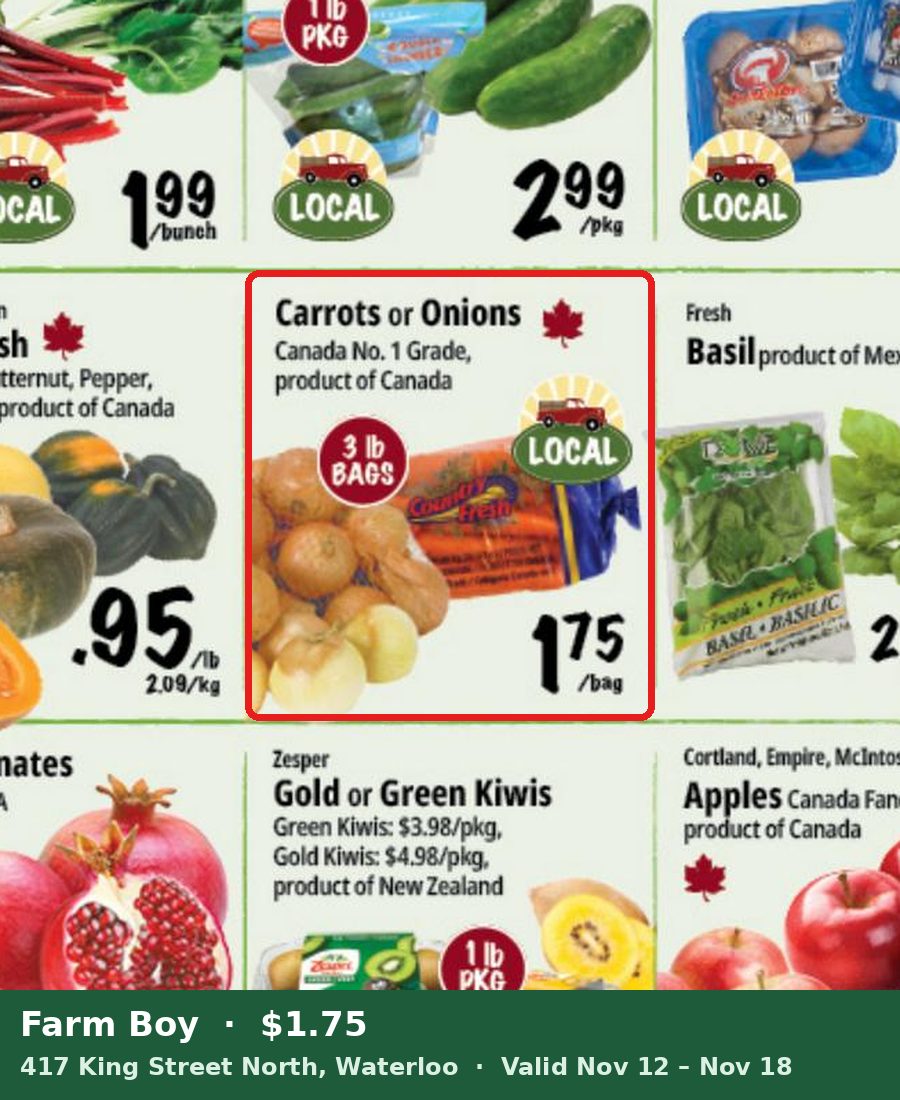 1 lb
PKG
LOCAL
1.99
/bunch
LOCAL
2.99
/pkg
LOCAL
sh
tternut, Pepper,
product of Canada
.95
/lb
2.09/kg
Carrots or Onions
Canada No. 1 Grade,
product of Canada
3 lb
BAGS
LOCAL
Country
Fresh
1.75
/bag
Fresh
Basil product of Mex
BASIL • BASILIC
2
nates
A
Zesper
Gold or Green Kiwis
Green Kiwis: $3.98/pkg,
Gold Kiwis: $4.98/pkg,
product of New Zealand
1 lb
PKG
Cortland, Empire, McIntos
Apples Canada Fan
product of Canada
Farm Boy · $1.75
417 King Street North, Waterloo · Valid Nov 12 – Nov 18